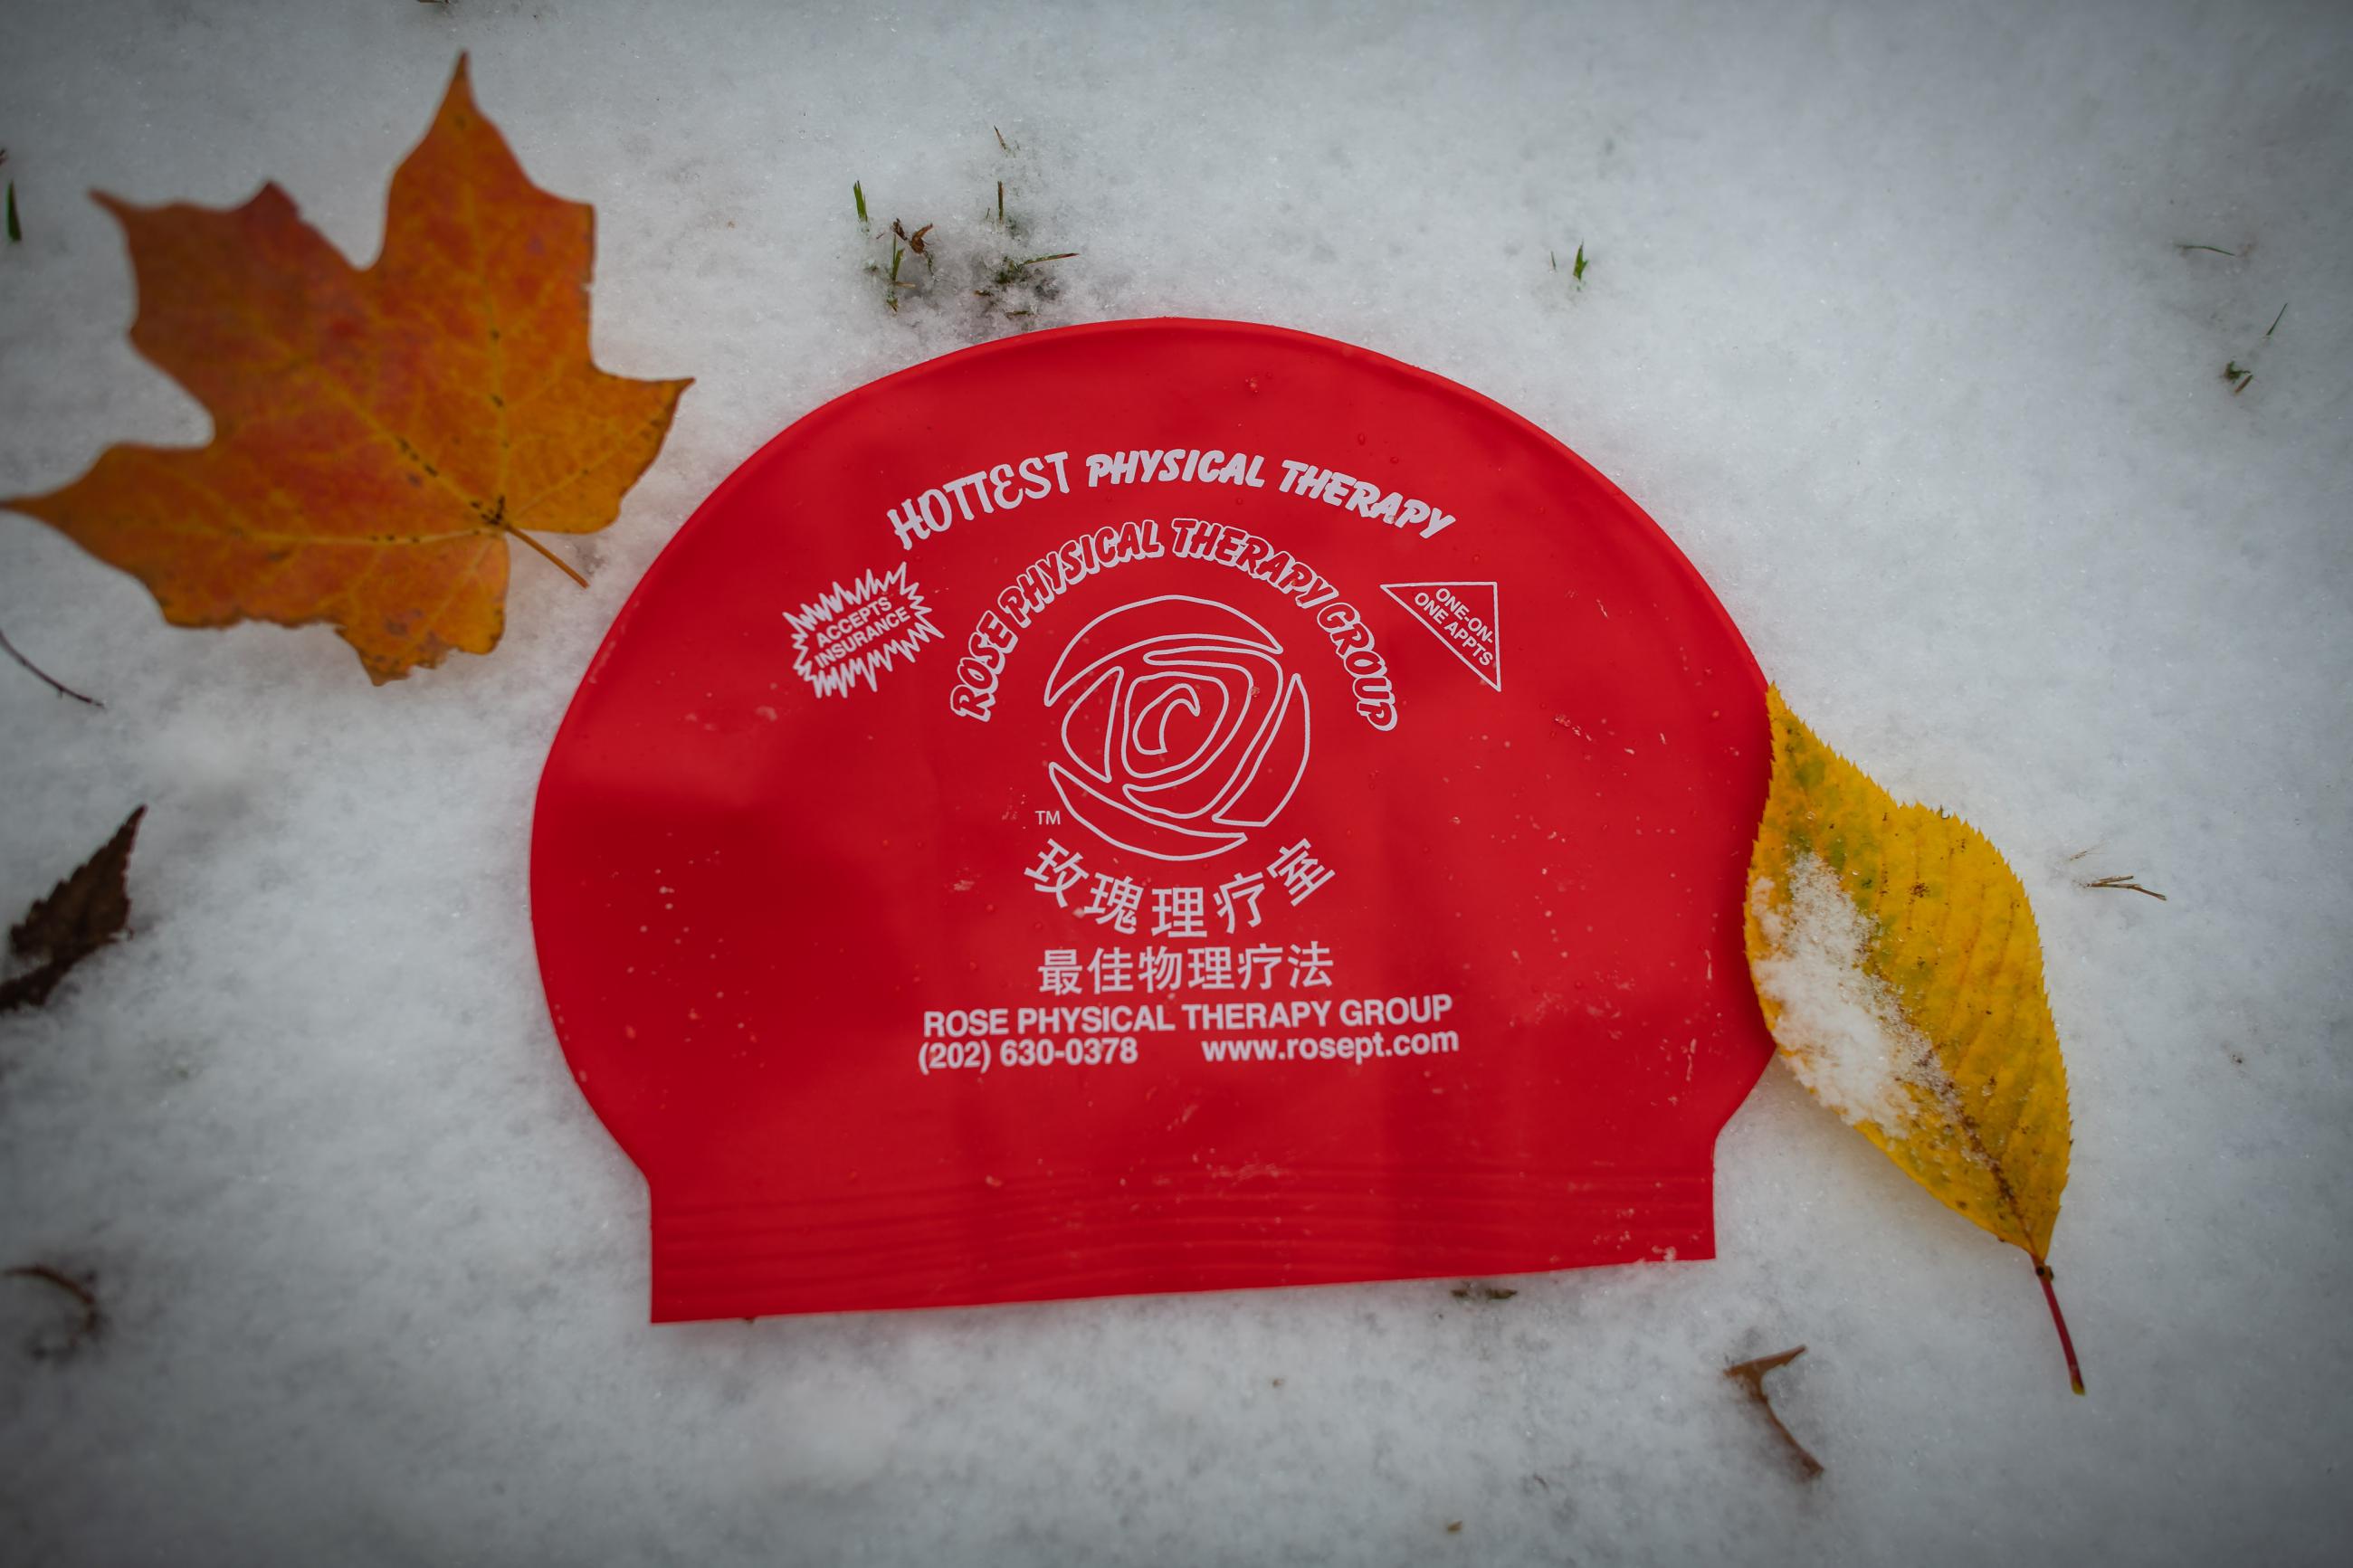 HOTTEST PHYSICAL THERAPY
ROSE PHYSICAL THERAPY GROUP
ACCEPTS
INSURANCE
ONE-ON-
ONE APPTS
TM
玫瑰理疗室
最佳物理疗法
ROSE PHYSICAL THERAPY GROUP
(202) 630-0378 www.rosept.com